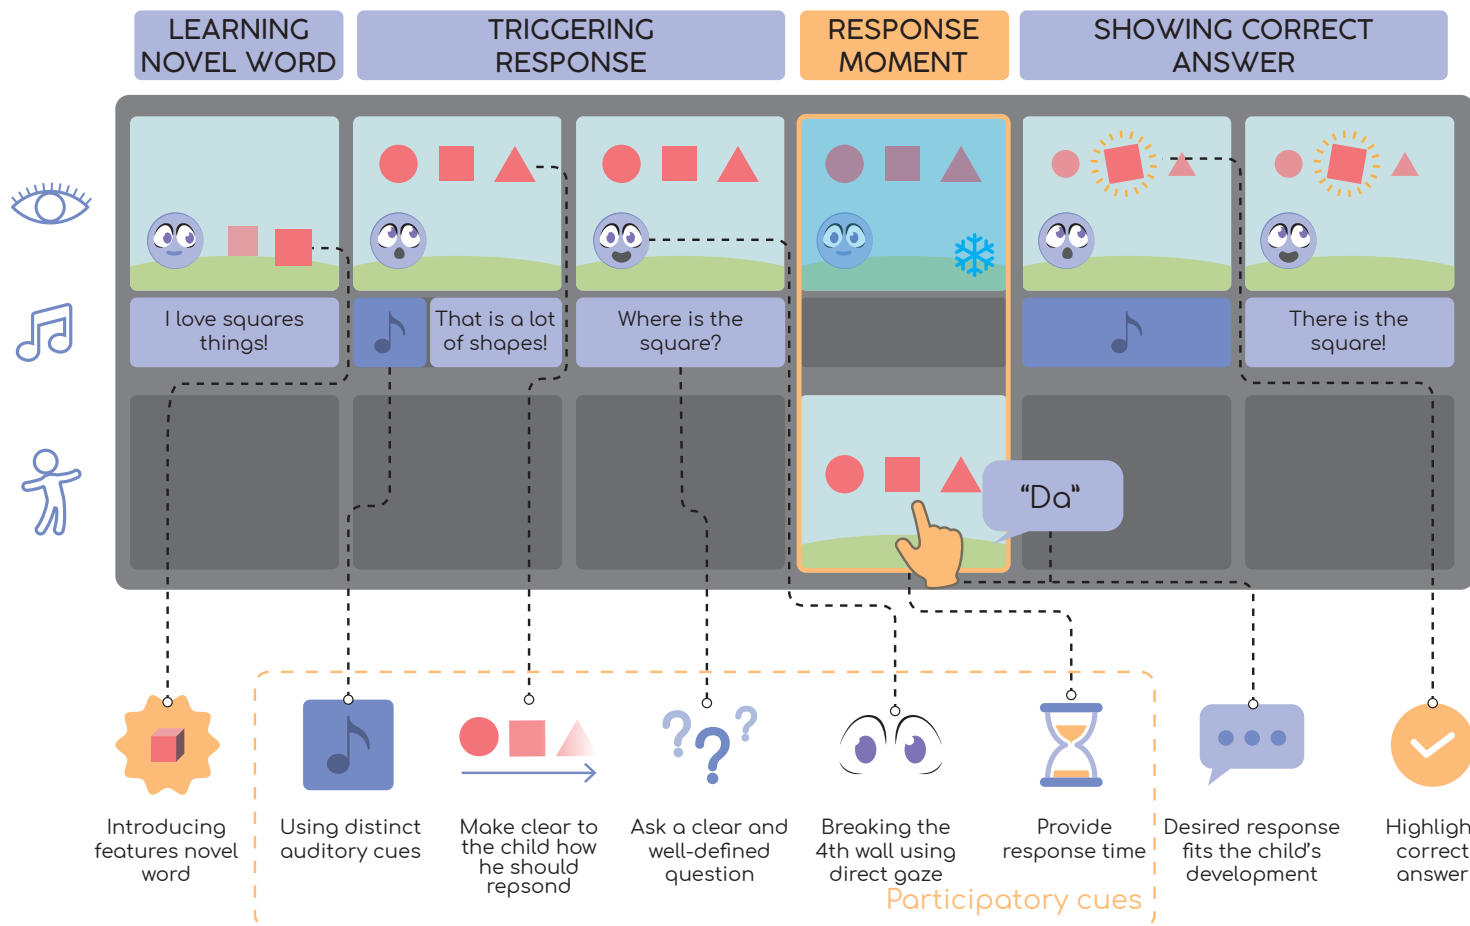 LEARNING
NOVEL WORD
TRIGGERING
RESPONSE
RESPONSE
MOMENT
SHOWING CORRECT
ANSWER
I love squares
things!
That is a lot
of shapes!
Where is the
square?
There is the
square!
“Da”
Introducing
features novel
word
Using distinct
auditory cues
Make clear to
the child how
he should
repsond
Ask a clear and
well-defined
question
Breaking the
4th wall using
direct gaze
Provide
response time
Desired response
fits the child’s
development
Highligh
correct
answer
Participatory cues